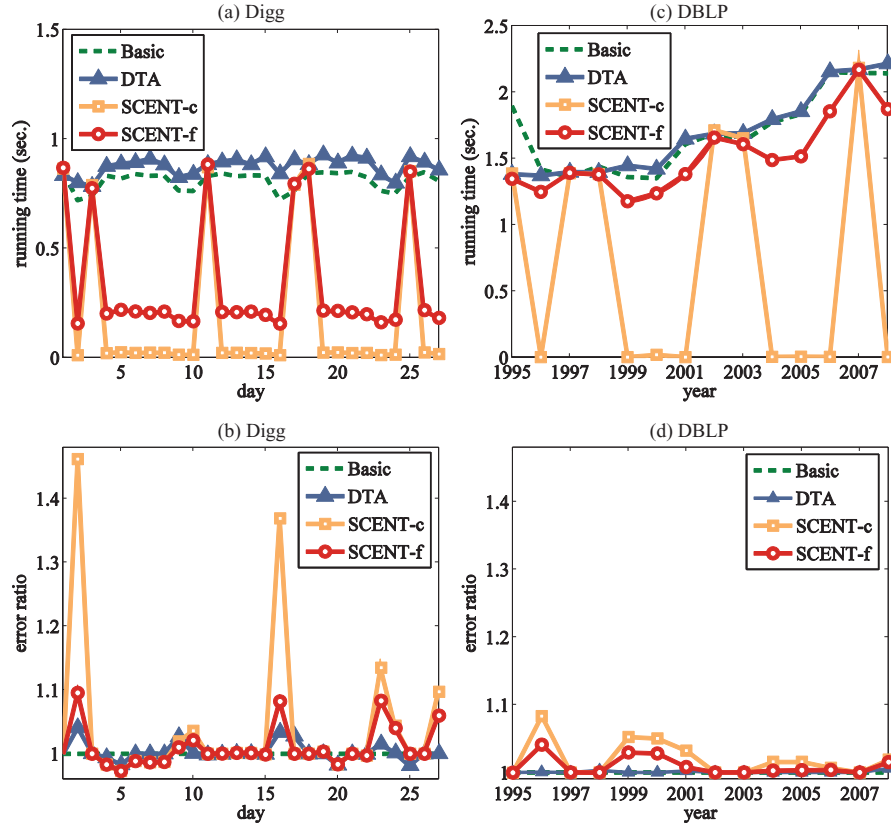 (a) Digg
1.5
1
0.5
0
running time (sec.)
Basic
DTA
SCENT-c
SCENT-f
5
10
15
20
25
day
(c) DBLP
2.5
2
1.5
1
0.5
0
running time (sec.)
Basic
DTA
SCENT-c
SCENT-f
1995
1997
1999
2001
2003
2005
2007
year
(b) Digg
1.4
1.3
1.2
1.1
1
error ratio
Basic
DTA
SCENT-c
SCENT-f
5
10
15
20
25
day
(d) DBLP
1.4
1.3
1.2
1.1
1
error ratio
Basic
DTA
SCENT-c
SCENT-f
1995
1997
1999
2001
2003
2005
2007
year